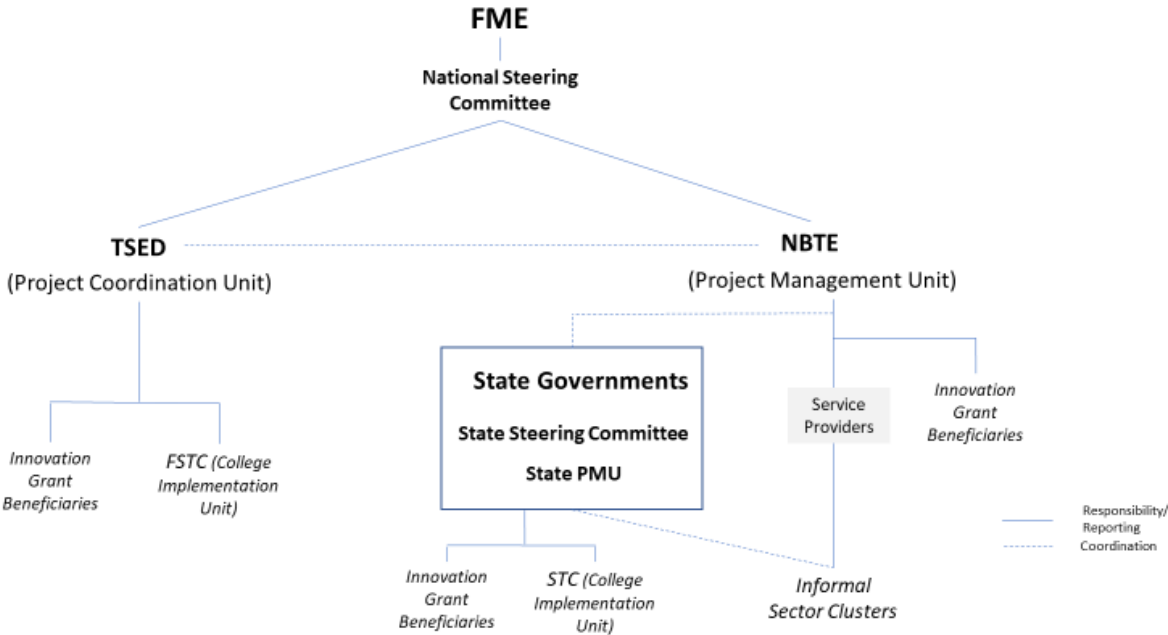 FME
National Steering
Committee
TSED
(Project Coordination Unit)
NBTE
(Project Management Unit)
State Governments
State Steering Committee
State PMU
Service
Providers
Innovation
Grant
Beneficiaries
Innovation
Grant
Beneficiaries
FSTC (College
Implementation
Unit)
Responsibility/
Reporting
Coordination
Innovation
Grant
Beneficiaries
STC (College
Implementation
Unit)
Informal
Sector Clusters